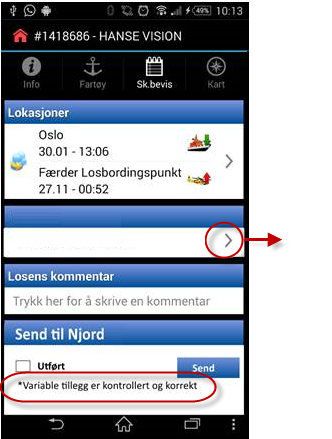 49% 10:13
#1418686 - HANSE VISION
Info Fartøy Sk.bevis Kart
Lokasjoner
Oslo
30.01 - 13:06
Færder Losbordingspunkt
27.11 - 00:52
Losens kommentar
Trykk her for å skrive en kommentar
Send til Njord
Utført Send
*Variable tillegg er kontrollert og korrekt